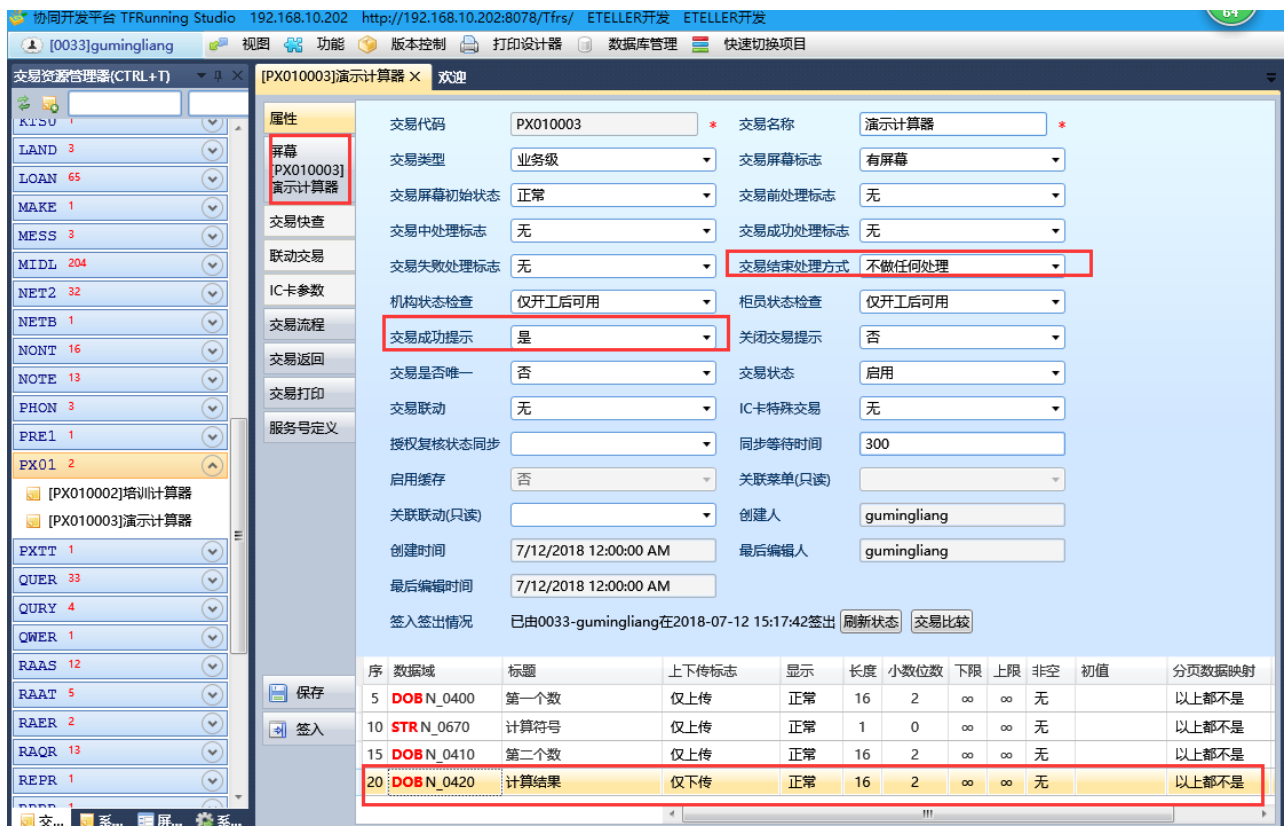 协同开发平台 TFRunning Studio 192.168.10.202 http://192.168.10.202:8078/Tfrs/ ETELLER开发 ETELLER开发
64
[0033]gumingliang 视图 功能 版本控制 打印设计器 数据库管理 快速切换项目
交易资源管理器(CTRL+T)
[PX010003]演示计算器 × 欢迎
KTSU 1
LAND 3
LOAN 65
MAKE 1
MESS 3
MIDL 204
NET2 32
NETB 1
NONT 16
NOTE 13
PHON 3
PRE1 1
PX01 2
[PX010002]培训计算器
[PX010003]演示计算器
PXTT 1
QUER 33
QURY 4
QWER 1
RAAS 12
RAAT 5
RAER 2
RAQR 13
REPR 1
交... 系... 屏... 系...
属性
屏幕
[PX010003]
演示计算器
交易快查
联动交易
IC卡参数
交易流程
交易返回
交易打印
服务号定义
保存
签入
交易代码 PX010003 * 交易名称 演示计算器 *
交易类型 业务级 交易屏幕标志 有屏幕
交易屏幕初始状态 正常 交易前处理标志 无
交易中处理标志 无 交易成功处理标志 无
交易失败处理标志 无 交易结束处理方式 不做任何处理
机构状态检查 仅开工后可用 柜员状态检查 仅开工后可用
交易成功提示 是 关闭交易提示 否
交易是否唯一 否 交易状态 启用
交易联动 无 IC卡特殊交易 无
授权复核状态同步 同步等待时间 300
启用缓存 否 关联菜单(只读)
关联联动(只读) 创建人 gumingliang
创建时间 7/12/2018 12:00:00 AM 最后编辑人 gumingliang
最后编辑时间 7/12/2018 12:00:00 AM
签入签出情况 已由0033-gumingliang在2018-07-12 15:17:42签出 刷新状态 交易比较
序 数据域 标题 上下传标志 显示 长度 小数位数 下限 上限 非空 初值 分页数据映射
5 DOB N_0400 第一个数 仅上传 正常 16 2 ∞ ∞ 无 以上都不是
10 STR N_0670 计算符号 仅上传 正常 1 0 ∞ ∞ 无 以上都不是
15 DOB N_0410 第二个数 仅上传 正常 16 2 ∞ ∞ 无 以上都不是
20 DOB N_0420 计算结果 仅下传 正常 16 2 ∞ ∞ 无 以上都不是